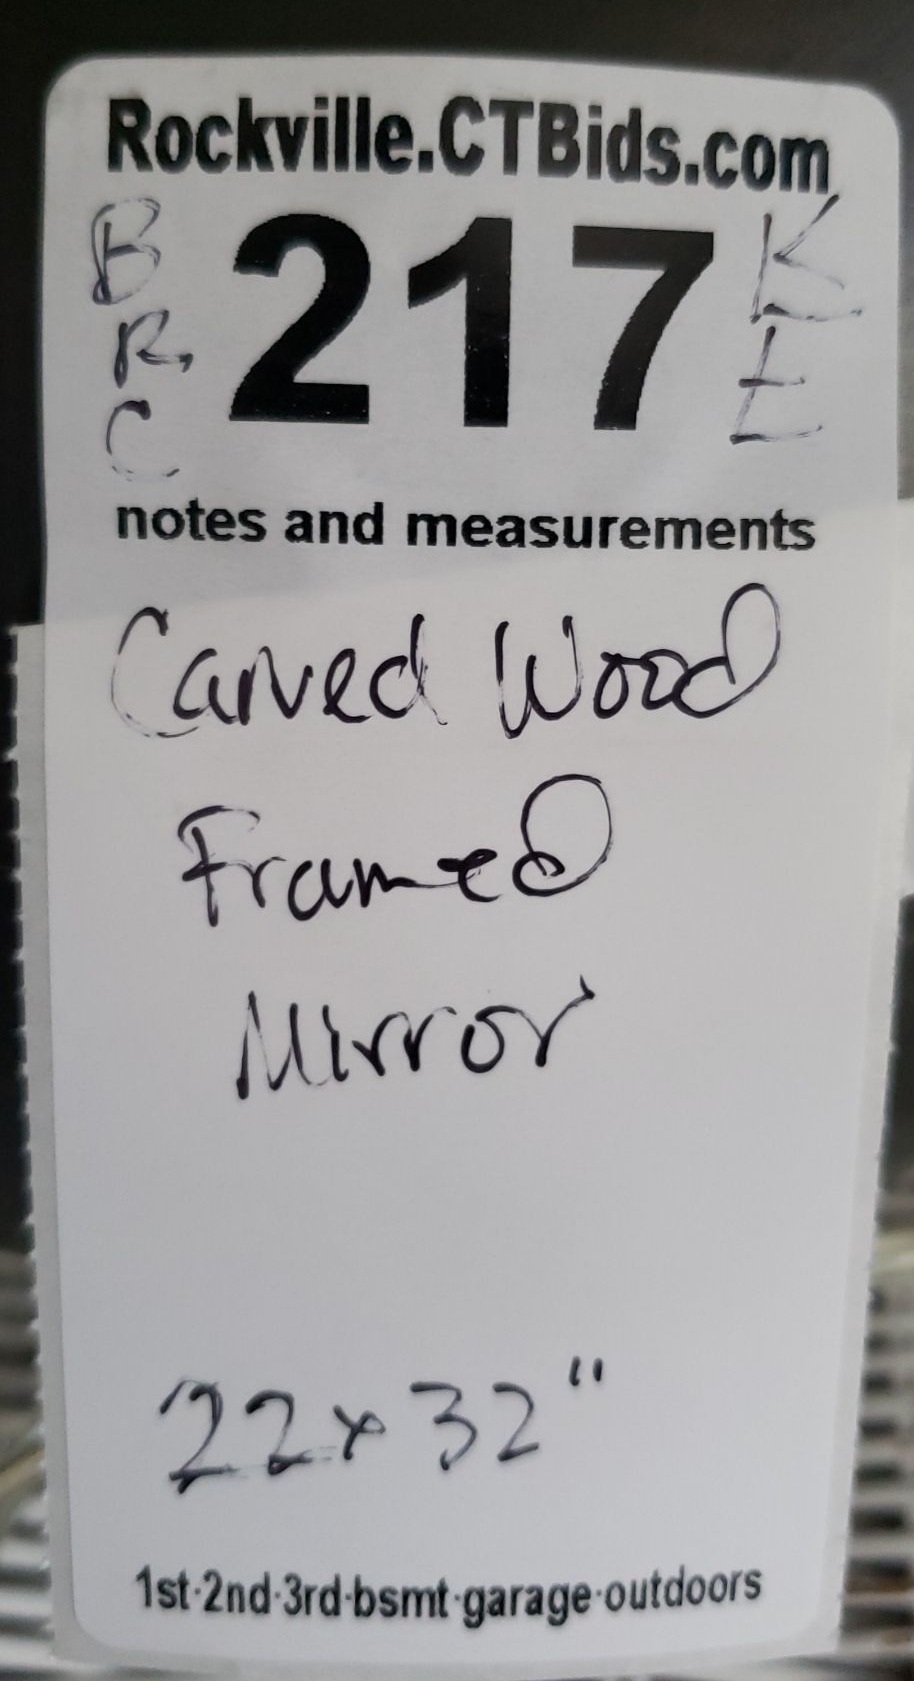 Rockville.CTBids.com
B
R
C
217
K
E
notes and measurements
Carved Wood
Framed
Mirror
22x32"
1st·2nd·3rd·bsmt·garage·outdoors